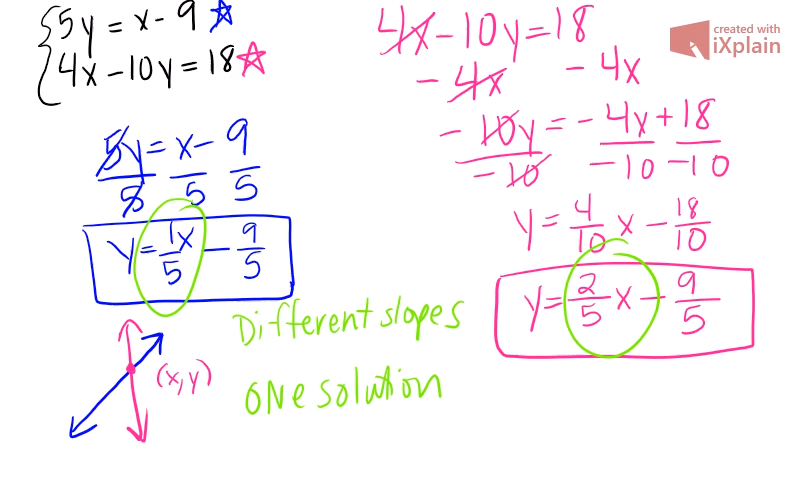 5y = x - 9
4x - 10y = 18
5y = x - 9
5 5 5
y = 1x/5 - 9/5
(x, y)
4x - 10y = 18
- 4x - 4x
- 10y = - 4x + 18
-10 -10 -10
y = 4/10 x - 18/10
y = 2/5 x - 9/5
Different slopes
one solution
created with
iXplain